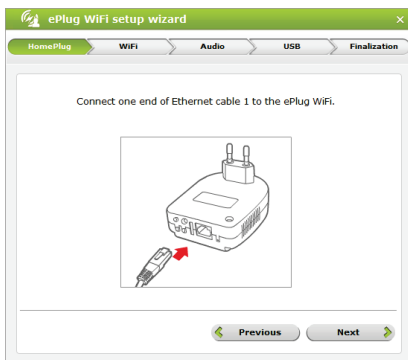 ePlug WiFi setup wizard
HomePlug WiFi Audio USB Finalization
Connect one end of Ethernet cable 1 to the ePlug WiFi.
Previous Next